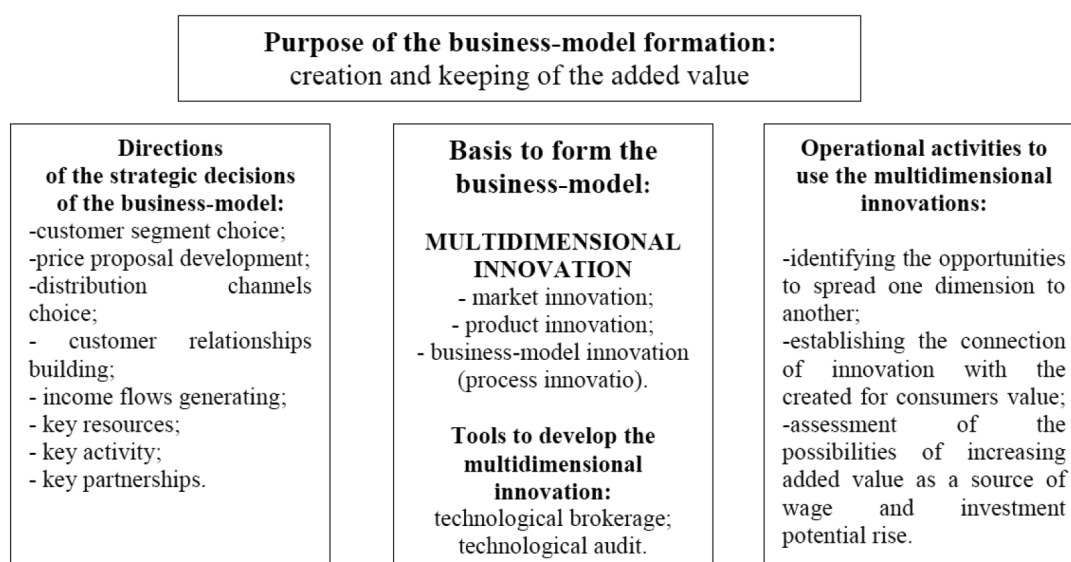 Purpose of the business-model formation:
creation and keeping of the added value
Directions
of the strategic decisions
of the business-model:
-customer segment choice;
-price proposal development;
-distribution channels
choice;
- customer relationships
building;
- income flows generating;
- key resources;
- key activity;
- key partnerships.
Basis to form the
business-model:
MULTIDIMENSIONAL
INNOVATION
- market innovation;
- product innovation;
- business-model innovation
(process innovatio).
Tools to develop the
multidimensional
innovation:
technological brokerage;
technological audit.
Operational activities to
use the multidimensional
innovations:
-identifying the opportunities
to spread one dimension to
another;
-establishing the connection
of innovation with the
created for consumers value;
-assessment of the
possibilities of increasing
added value as a source of
wage and investment
potential rise.